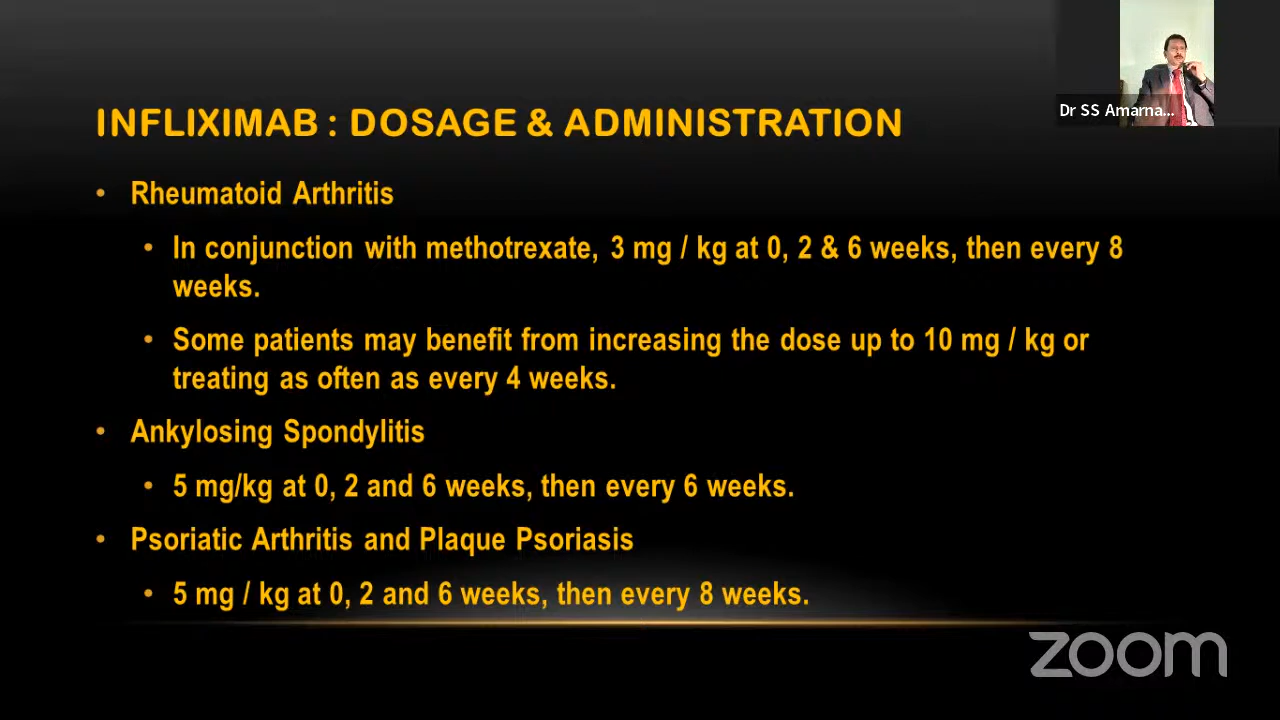 Dr SS Amarna...
INFLIXIMAB : DOSAGE & ADMINISTRATION
• Rheumatoid Arthritis
• In conjunction with methotrexate, 3 mg / kg at 0, 2 & 6 weeks, then every 8
weeks.
• Some patients may benefit from increasing the dose up to 10 mg / kg or
treating as often as every 4 weeks.
• Ankylosing Spondylitis
• 5 mg/kg at 0, 2 and 6 weeks, then every 6 weeks.
• Psoriatic Arthritis and Plaque Psoriasis
• 5 mg / kg at 0, 2 and 6 weeks, then every 8 weeks.
zoom